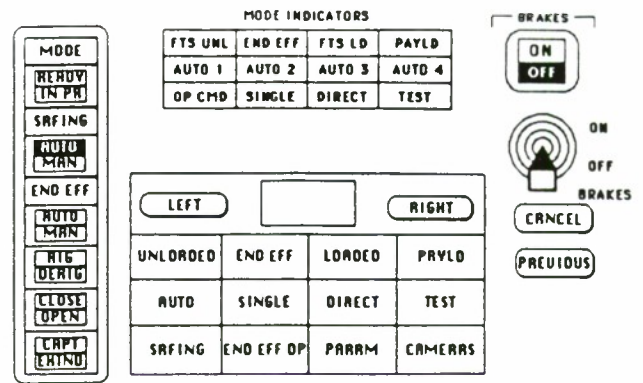 MODE INDICATORS
FTS UNL END EFF FTS LD PAYLD
AUTO 1 AUTO 2 AUTO 3 AUTO 4
OP CMD SINGLE DIRECT TEST
BRAKES
ON
OFF
ON
OFF
BRAKES
CANCEL
PREVIOUS
MODE
READY
IN PR
SAFING
AUTO
MAN
END EFF
AUTO
MAN
RIG
DERIG
CLOSE
OPEN
CAPT
EXTND
LEFT RIGHT
UNLOADED END EFF LOADED PAYLD
AUTO SINGLE DIRECT TEST
SAFING END EFF OP PARAM CAMERAS